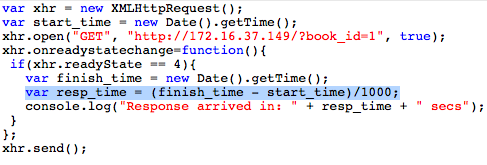 var xhr = new XMLHttpRequest();
var start_time = new Date().getTime();
xhr.open("GET", "http://172.16.37.149/?book_id=1", true);
xhr.onreadystatechange=function(){
if(xhr.readyState == 4){
var finish_time = new Date().getTime();
var resp_time = (finish_time - start_time)/1000;
console.log("Response arrived in: " + resp_time + " secs");
}
};
xhr.send();